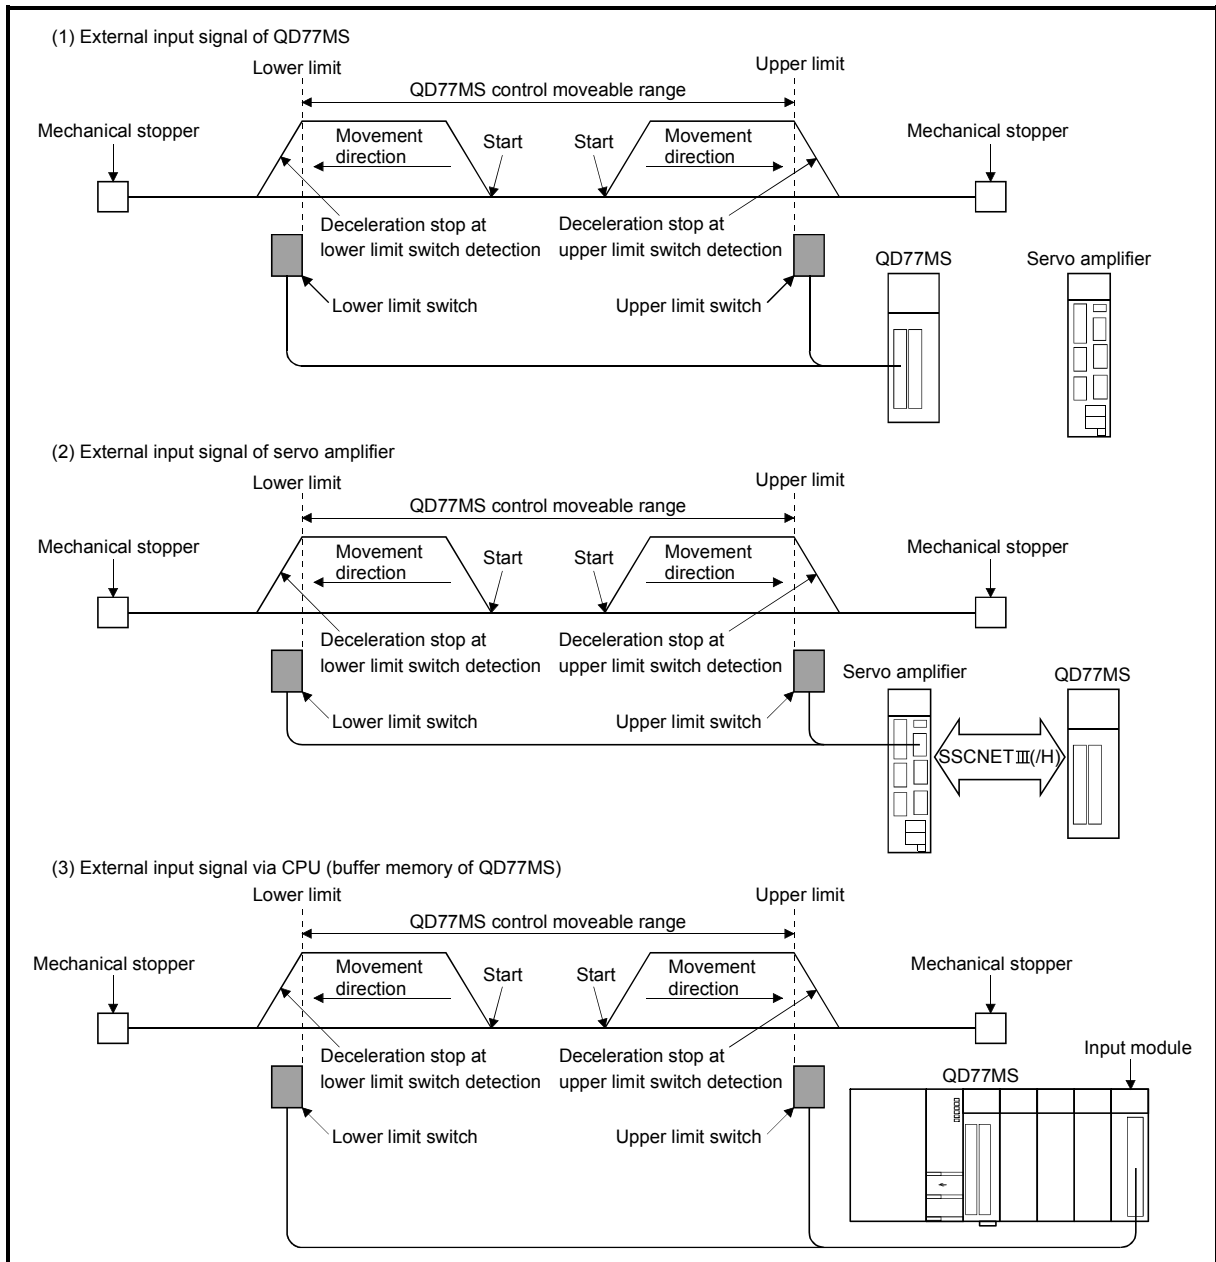 (1) External input signal of QD77MS
Lower limit
Upper limit
QD77MS control moveable range
Mechanical stopper
Movement
direction
Start
Start
Movement
direction
Mechanical stopper
Deceleration stop at
lower limit switch detection
Deceleration stop at
upper limit switch detection
QD77MS
Servo amplifier
Lower limit switch
Upper limit switch
(2) External input signal of servo amplifier
Lower limit
Upper limit
QD77MS control moveable range
Mechanical stopper
Movement
direction
Start
Start
Movement
direction
Mechanical stopper
Deceleration stop at
lower limit switch detection
Deceleration stop at
upper limit switch detection
Servo amplifier
QD77MS
Lower limit switch
Upper limit switch
SSCNETⅢ(/H)
(3) External input signal via CPU (buffer memory of QD77MS)
Lower limit
Upper limit
QD77MS control moveable range
Mechanical stopper
Movement
direction
Start
Start
Movement
direction
Mechanical stopper
Deceleration stop at
lower limit switch detection
Deceleration stop at
upper limit switch detection
Input module
QD77MS
Lower limit switch
Upper limit switch